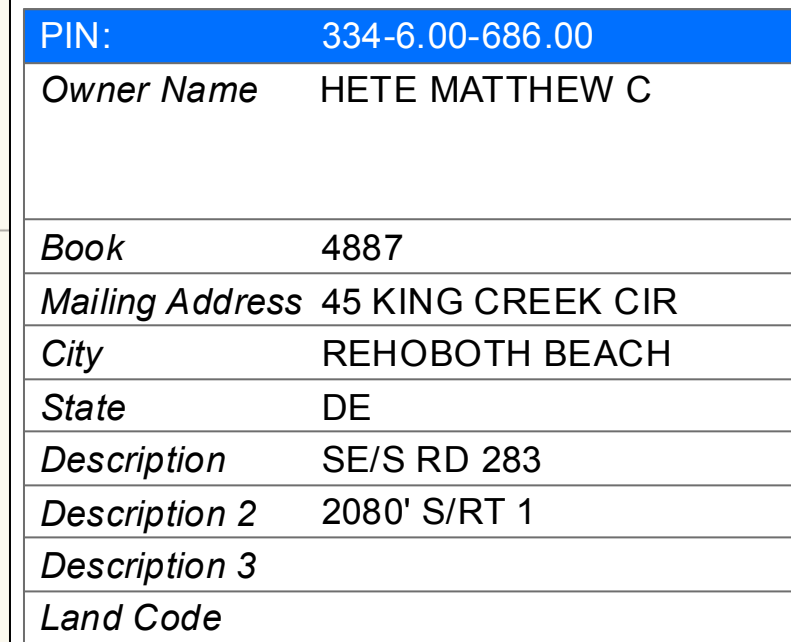 PIN: 334-6.00-686.00
Owner Name HETE MATTHEW C
Book 4887
Mailing Address 45 KING CREEK CIR
City REHOBOTH BEACH
State DE
Description SE/S RD 283
Description 2 2080' S/RT 1
Description 3
Land Code